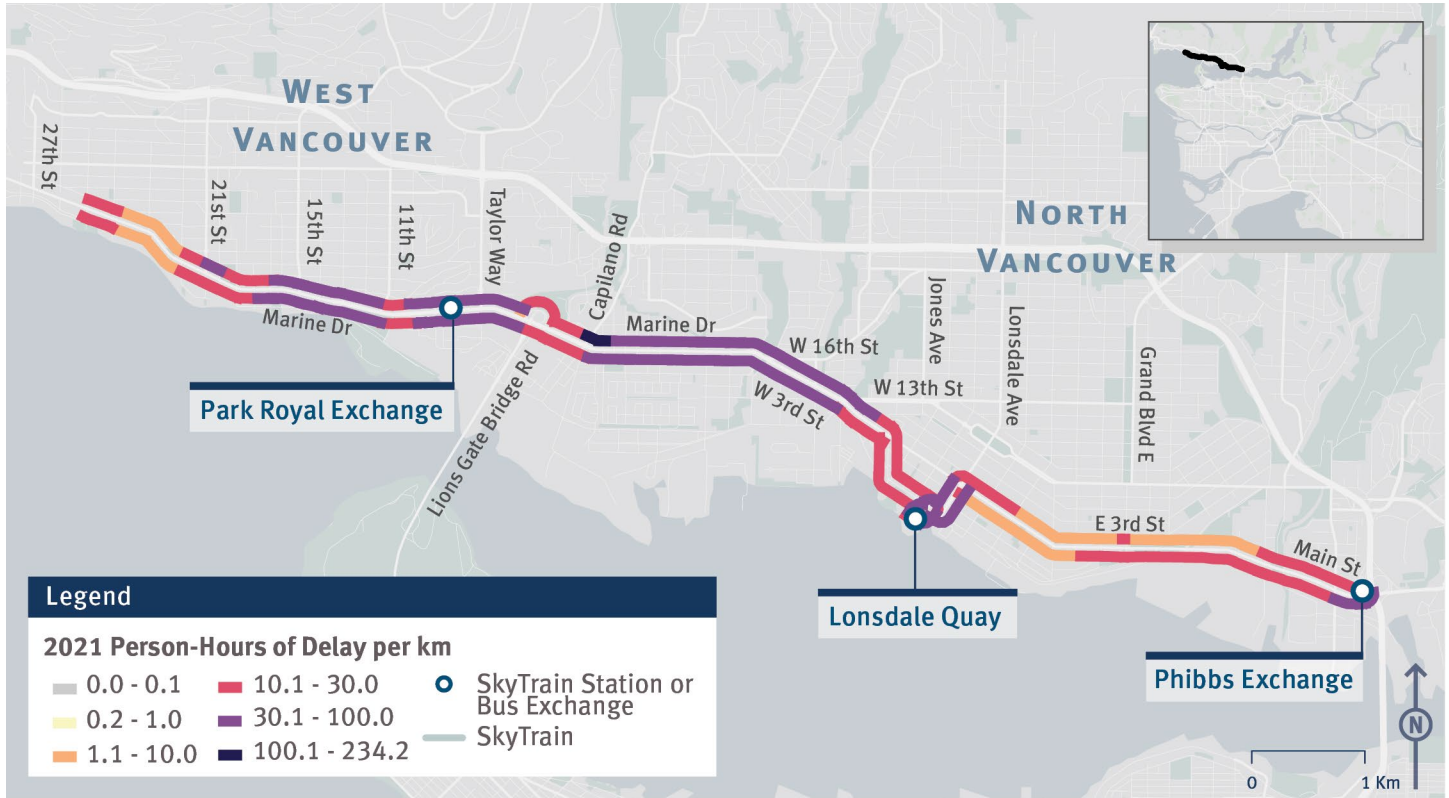 WEST
VANCOUVER
27th St
21st St
15th St
11th St
Taylor Way
Capilano Rd
NORTH
VANCOUVER
Marine Dr
Marine Dr
W 16th St
Jones Ave
Lonsdale Ave
Grand Blvd E
W 13th St
W 3rd St
Park Royal Exchange
Lions Gate Bridge Rd
E 3rd St
Main St
Lonsdale Quay
Phibbs Exchange
Legend
2021 Person-Hours of Delay per km
0.0 - 0.1
0.2 - 1.0
1.1 - 10.0
10.1 - 30.0
30.1 - 100.0
100.1 - 234.2
SkyTrain Station or
Bus Exchange
SkyTrain
N
0
1 Km